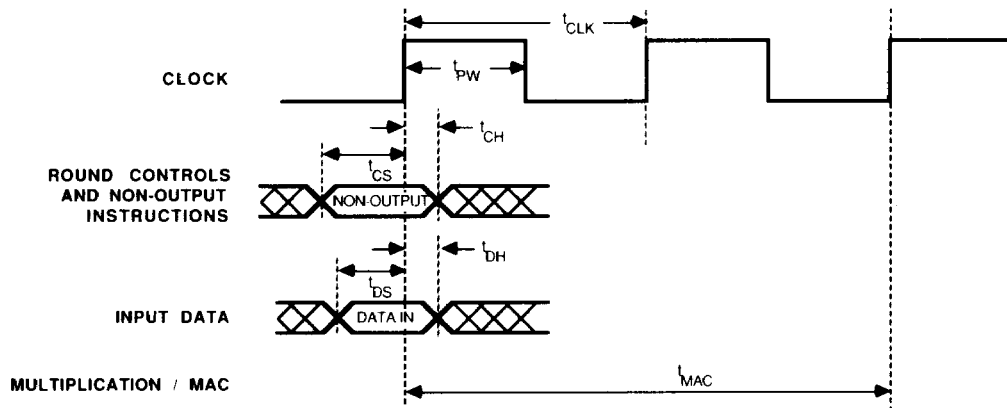 tCLK
CLOCK
tPW
tCH
ROUND CONTROLS
AND NON-OUTPUT
INSTRUCTIONS
tCS
NON-OUTPUT
tDH
tDS
INPUT DATA
DATA IN
MULTIPLICATION / MAC
tMAC